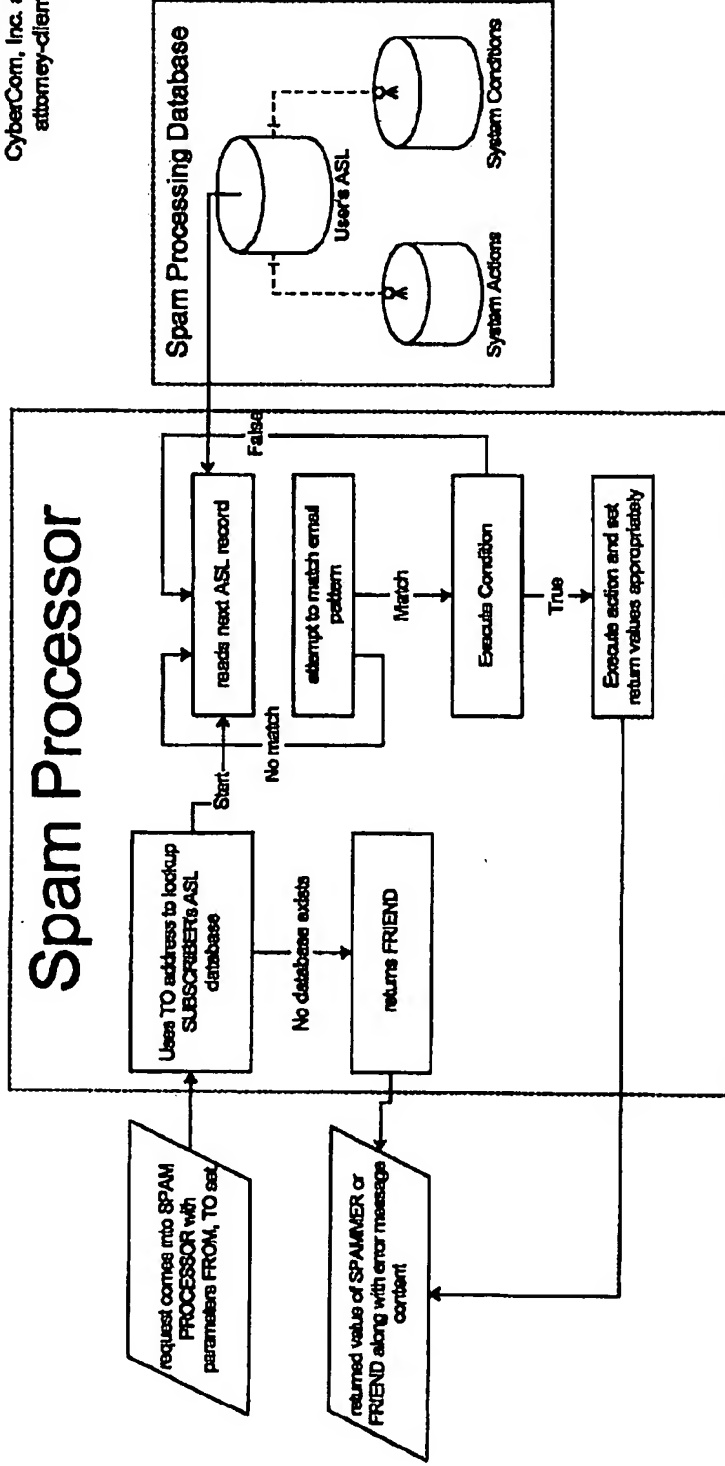 CyberCom, Inc.
attorney-client
Spam Processor
request comes into SPAM
PROCESSOR with
parameters FROM, TO set
Uses TO address to lookup
SUBSCRIBER's ASL
database
Start
reads next ASL record
False
No match
attempt to match email
pattern
Match
Execute Condition
True
Execute action and set
return values appropriately
No database exists
returns FRIEND
returned value of SPAMMER or
FRIEND along with error message
content
Spam Processing Database
User's ASL
System Actions
System Conditions